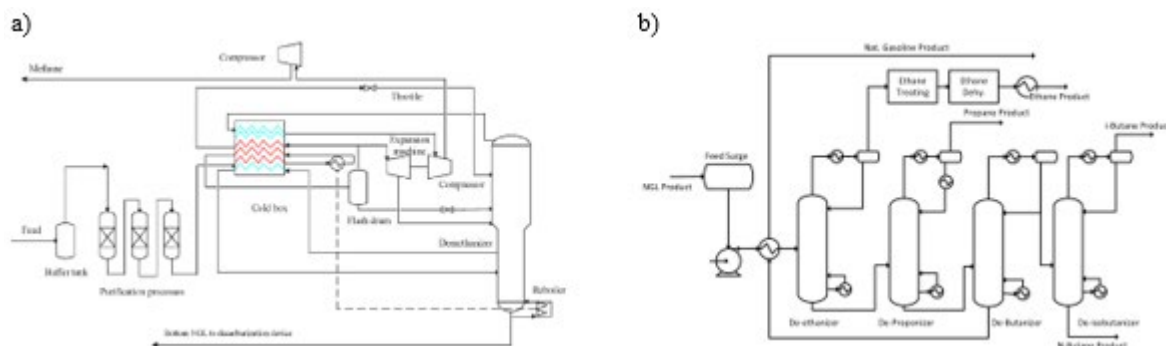 a)
Compressor
Methane
Throttle
Expansion
machine
Compressor
Cold box
Flash drum
Feed
Buffer tank
Purification processes
Demethanizer
Reboiler
Bottom NGL to decarbonization device
b)
Nat. Gasoline Product
Ethane
Treating
Ethane
Dehy.
Ethane Product
Propane Product
i-Butane Product
Feed Surge
NGL Product
De-ethanizer
De-Proponizer
De-Butanizer
De-isobutanizer
N-Butane Product